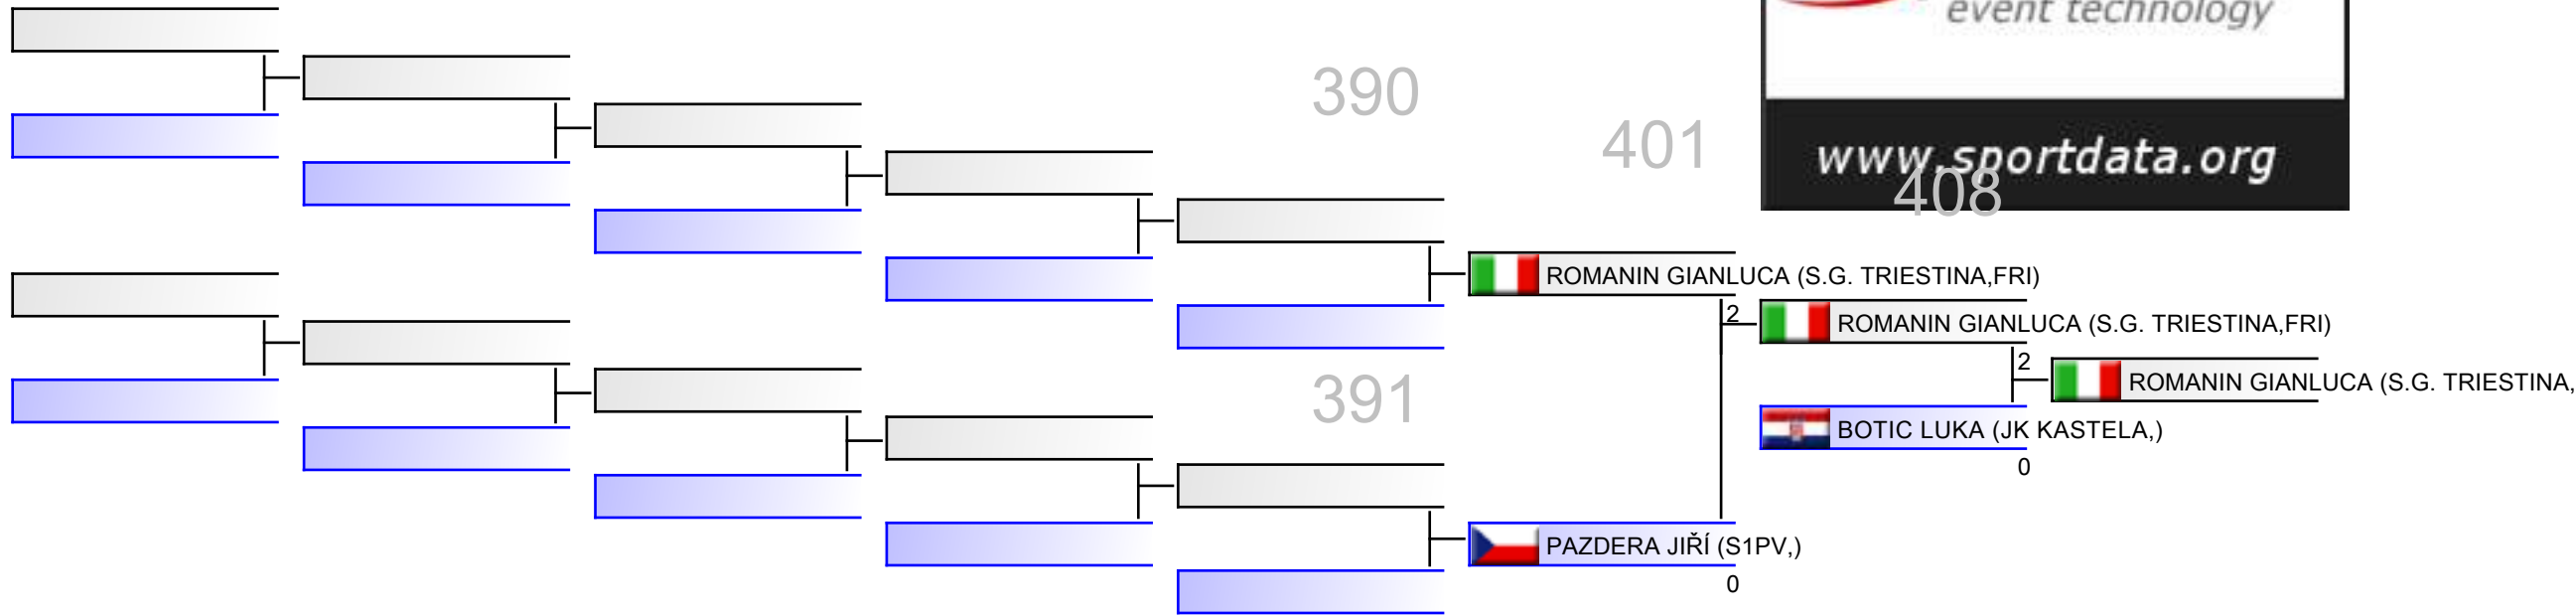 event technology
390
401
www.sportdata.org
408
ROMANIN GIANLUCA (S.G. TRIESTINA,FRI)
2
ROMANIN GIANLUCA (S.G. TRIESTINA,FRI)
2
ROMANIN GIANLUCA (S.G. TRIESTINA,
391
BOTIC LUKA (JK KASTELA,)
0
PAZDERA JIŘÍ (S1PV,)
0